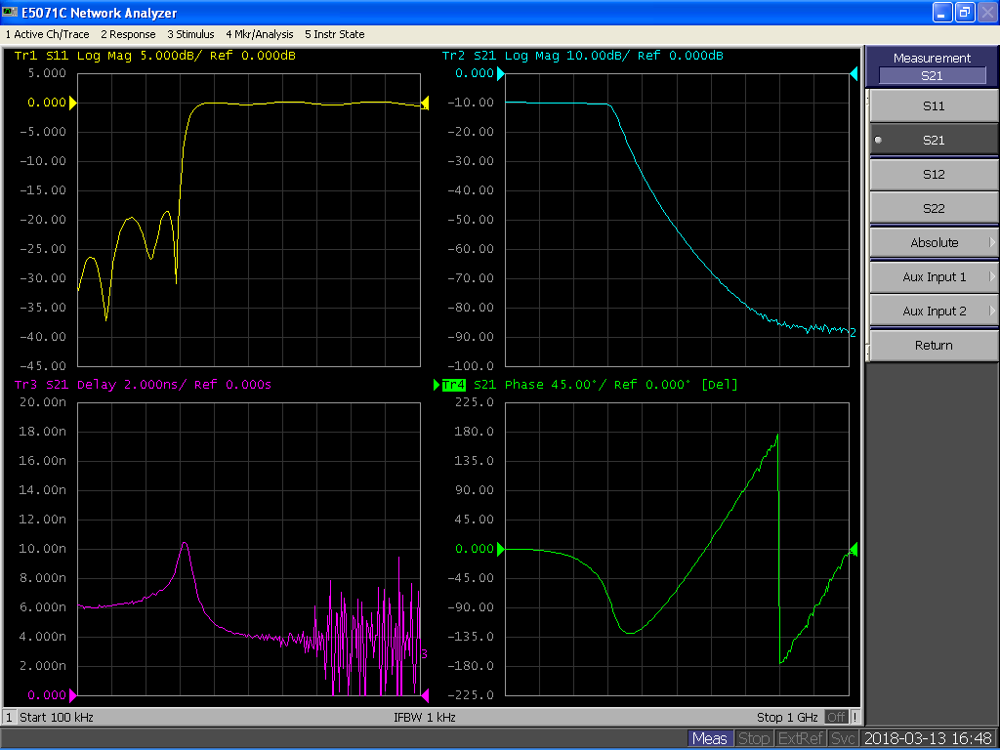 E5071C Network Analyzer
1 Active Ch/Trace 2 Response 3 Stimulus 4 Mkr/Analysis 5 Instr State
Tr1 S11 Log Mag 5.000dB/ Ref 0.000dB
5.000
0.000
-5.000
-10.00
-15.00
-20.00
-25.00
-30.00
-35.00
-40.00
-45.00
Tr2 S21 Log Mag 10.00dB/ Ref 0.000dB
0.000
-10.00
-20.00
-30.00
-40.00
-50.00
-60.00
-70.00
-80.00
-90.00
-100.0
2
Tr3 S21 Delay 2.000ns/ Ref 0.000s
20.00n
18.00n
16.00n
14.00n
12.00n
10.00n
8.000n
6.000n
4.000n
2.000n
0.000
3
Tr4 S21 Phase 45.00°/ Ref 0.000° [Del]
225.0
180.0
135.0
90.00
45.00
0.000
-45.00
-90.00
-135.0
-180.0
-225.0
Measurement
S21
S11
S21
S12
S22
Absolute
Aux Input 1
Aux Input 2
Return
1 Start 100 kHz IFBW 1 kHz Stop 1 GHz Off !
Meas Stop ExtRef Svc 2018-03-13 16:48